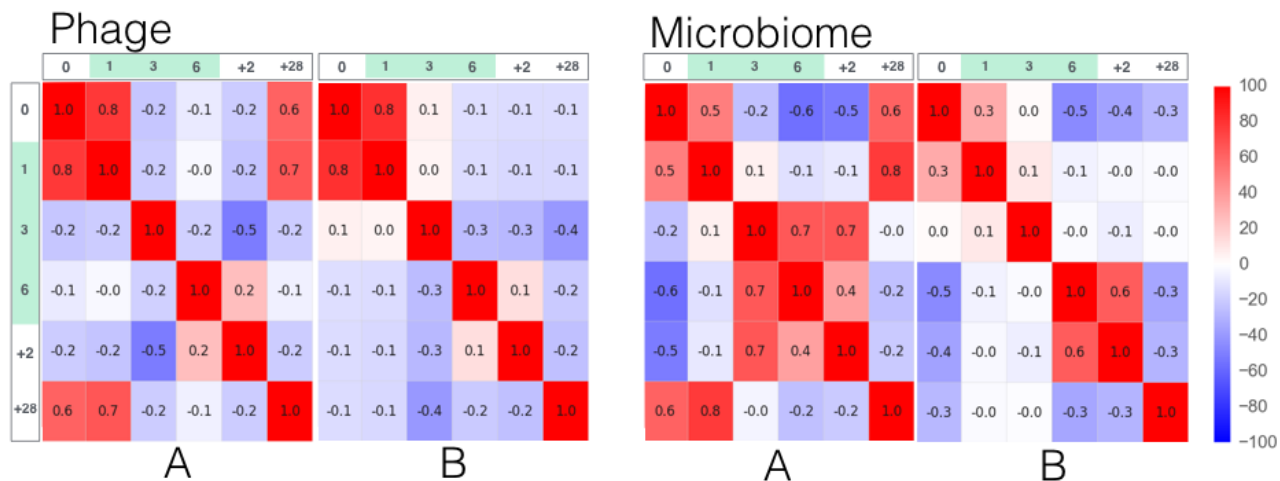 Phage Microbiome
0 1 3 6 +2 +28 0 1 3 6 +2 +28 0 1 3 6 +2 +28 0 1 3 6 +2 +28
0 1.0 0.8 -0.2 -0.1 -0.2 0.6 1.0 0.8 0.1 -0.1 -0.1 -0.1 1.0 0.5 -0.2 -0.6 -0.5 0.6 1.0 0.3 0.0 -0.5 -0.4 -0.3 100
80
1 0.8 1.0 -0.2 -0.0 -0.2 0.7 0.8 1.0 0.0 -0.1 -0.1 -0.1 0.5 1.0 0.1 -0.1 -0.1 0.8 0.3 1.0 0.1 -0.1 -0.0 -0.0 60
40
3 -0.2 -0.2 1.0 -0.2 -0.5 -0.2 0.1 0.0 1.0 -0.3 -0.3 -0.4 -0.2 0.1 1.0 0.7 0.7 -0.0 0.0 0.1 1.0 -0.0 -0.1 -0.0 20
0
6 -0.1 -0.0 -0.2 1.0 0.2 -0.1 -0.1 -0.1 -0.3 1.0 0.1 -0.2 -0.6 -0.1 0.7 1.0 0.4 -0.2 -0.5 -0.1 -0.0 1.0 0.6 -0.3 −20
−40
+2 -0.2 -0.2 -0.5 0.2 1.0 -0.2 -0.1 -0.1 -0.3 0.1 1.0 -0.2 -0.5 -0.1 0.7 0.4 1.0 -0.2 -0.4 -0.0 -0.1 0.6 1.0 -0.3 −60
−80
+28 0.6 0.7 -0.2 -0.1 -0.2 1.0 -0.1 -0.1 -0.4 -0.2 -0.2 1.0 0.6 0.8 -0.0 -0.2 -0.2 1.0 -0.3 -0.0 -0.0 -0.3 -0.3 1.0 −100
A B A B